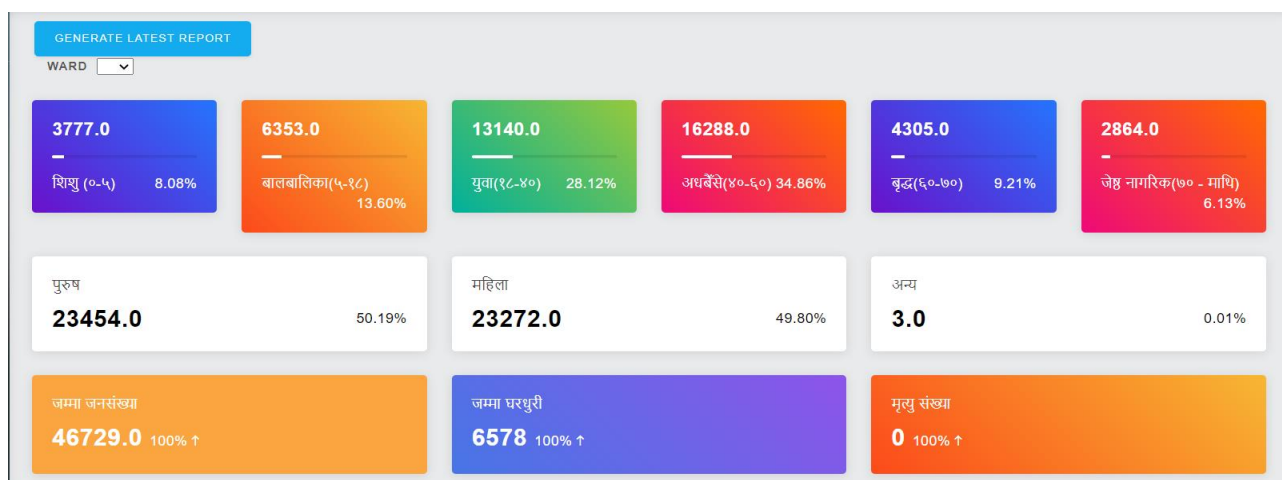 GENERATE LATEST REPORT
WARD
3777.0
शिशु (०-५) 8.08%
6353.0
बालबालिका(५-१८)
13.60%
13140.0
युवा(१८-४०) 28.12%
16288.0
अधबैँसे(४०-६०) 34.86%
4305.0
बृद्ध(६०-७०) 9.21%
2864.0
जेष्ठ नागरिक(७० - माथि)
6.13%
पुरुष
23454.0 50.19%
महिला
23272.0 49.80%
अन्य
3.0 0.01%
जम्मा जनसंख्या
46729.0 100% ↑
जम्मा घरधुरी
6578 100% ↑
मृत्यु संख्या
0 100% ↑